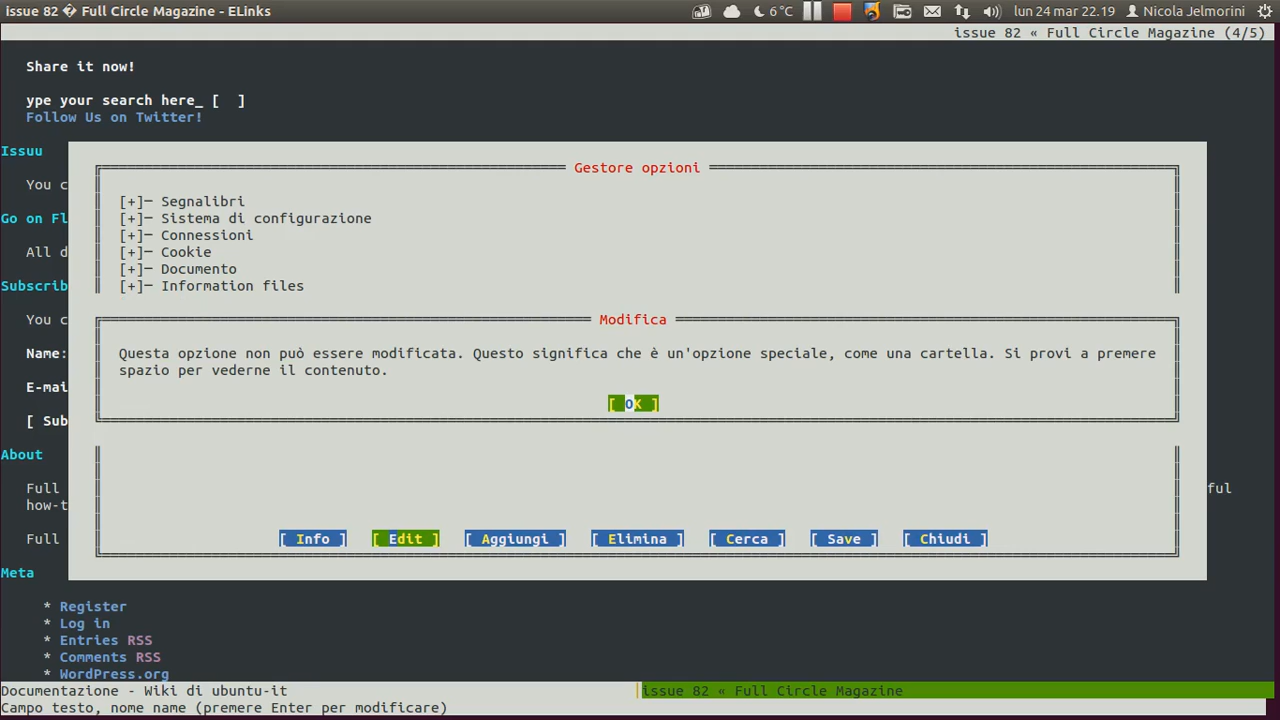 issue 82 � Full Circle Magazine - ELinks
6 °C
lun 24 mar 22.19
Nicola Jelmorini
issue 82 « Full Circle Magazine (4/5)
Share it now!
ype your search here_ [  ]
Follow Us on Twitter!
Issuu
You c
Go on Fl
All d
Subscrib
You c
Name:
E-mai
[ Sub
About
Full
ful
how-t
Full
Meta
Gestore opzioni
[+]─ Segnalibri
[+]─ Sistema di configurazione
[+]─ Connessioni
[+]─ Cookie
[+]─ Documento
[+]─ Information files
Modifica
Questa opzione non può essere modificata. Questo significa che è un'opzione speciale, come una cartella. Si provi a premere
spazio per vederne il contenuto.
[ OK ]
[ Info ] [ Edit ] [ Aggiungi ] [ Elimina ] [ Cerca ] [ Save ] [ Chiudi ]
* Register
* Log in
* Entries RSS
* Comments RSS
* WordPress.org
Documentazione - Wiki di ubuntu-it
issue 82 « Full Circle Magazine
Campo testo, nome name (premere Enter per modificare)